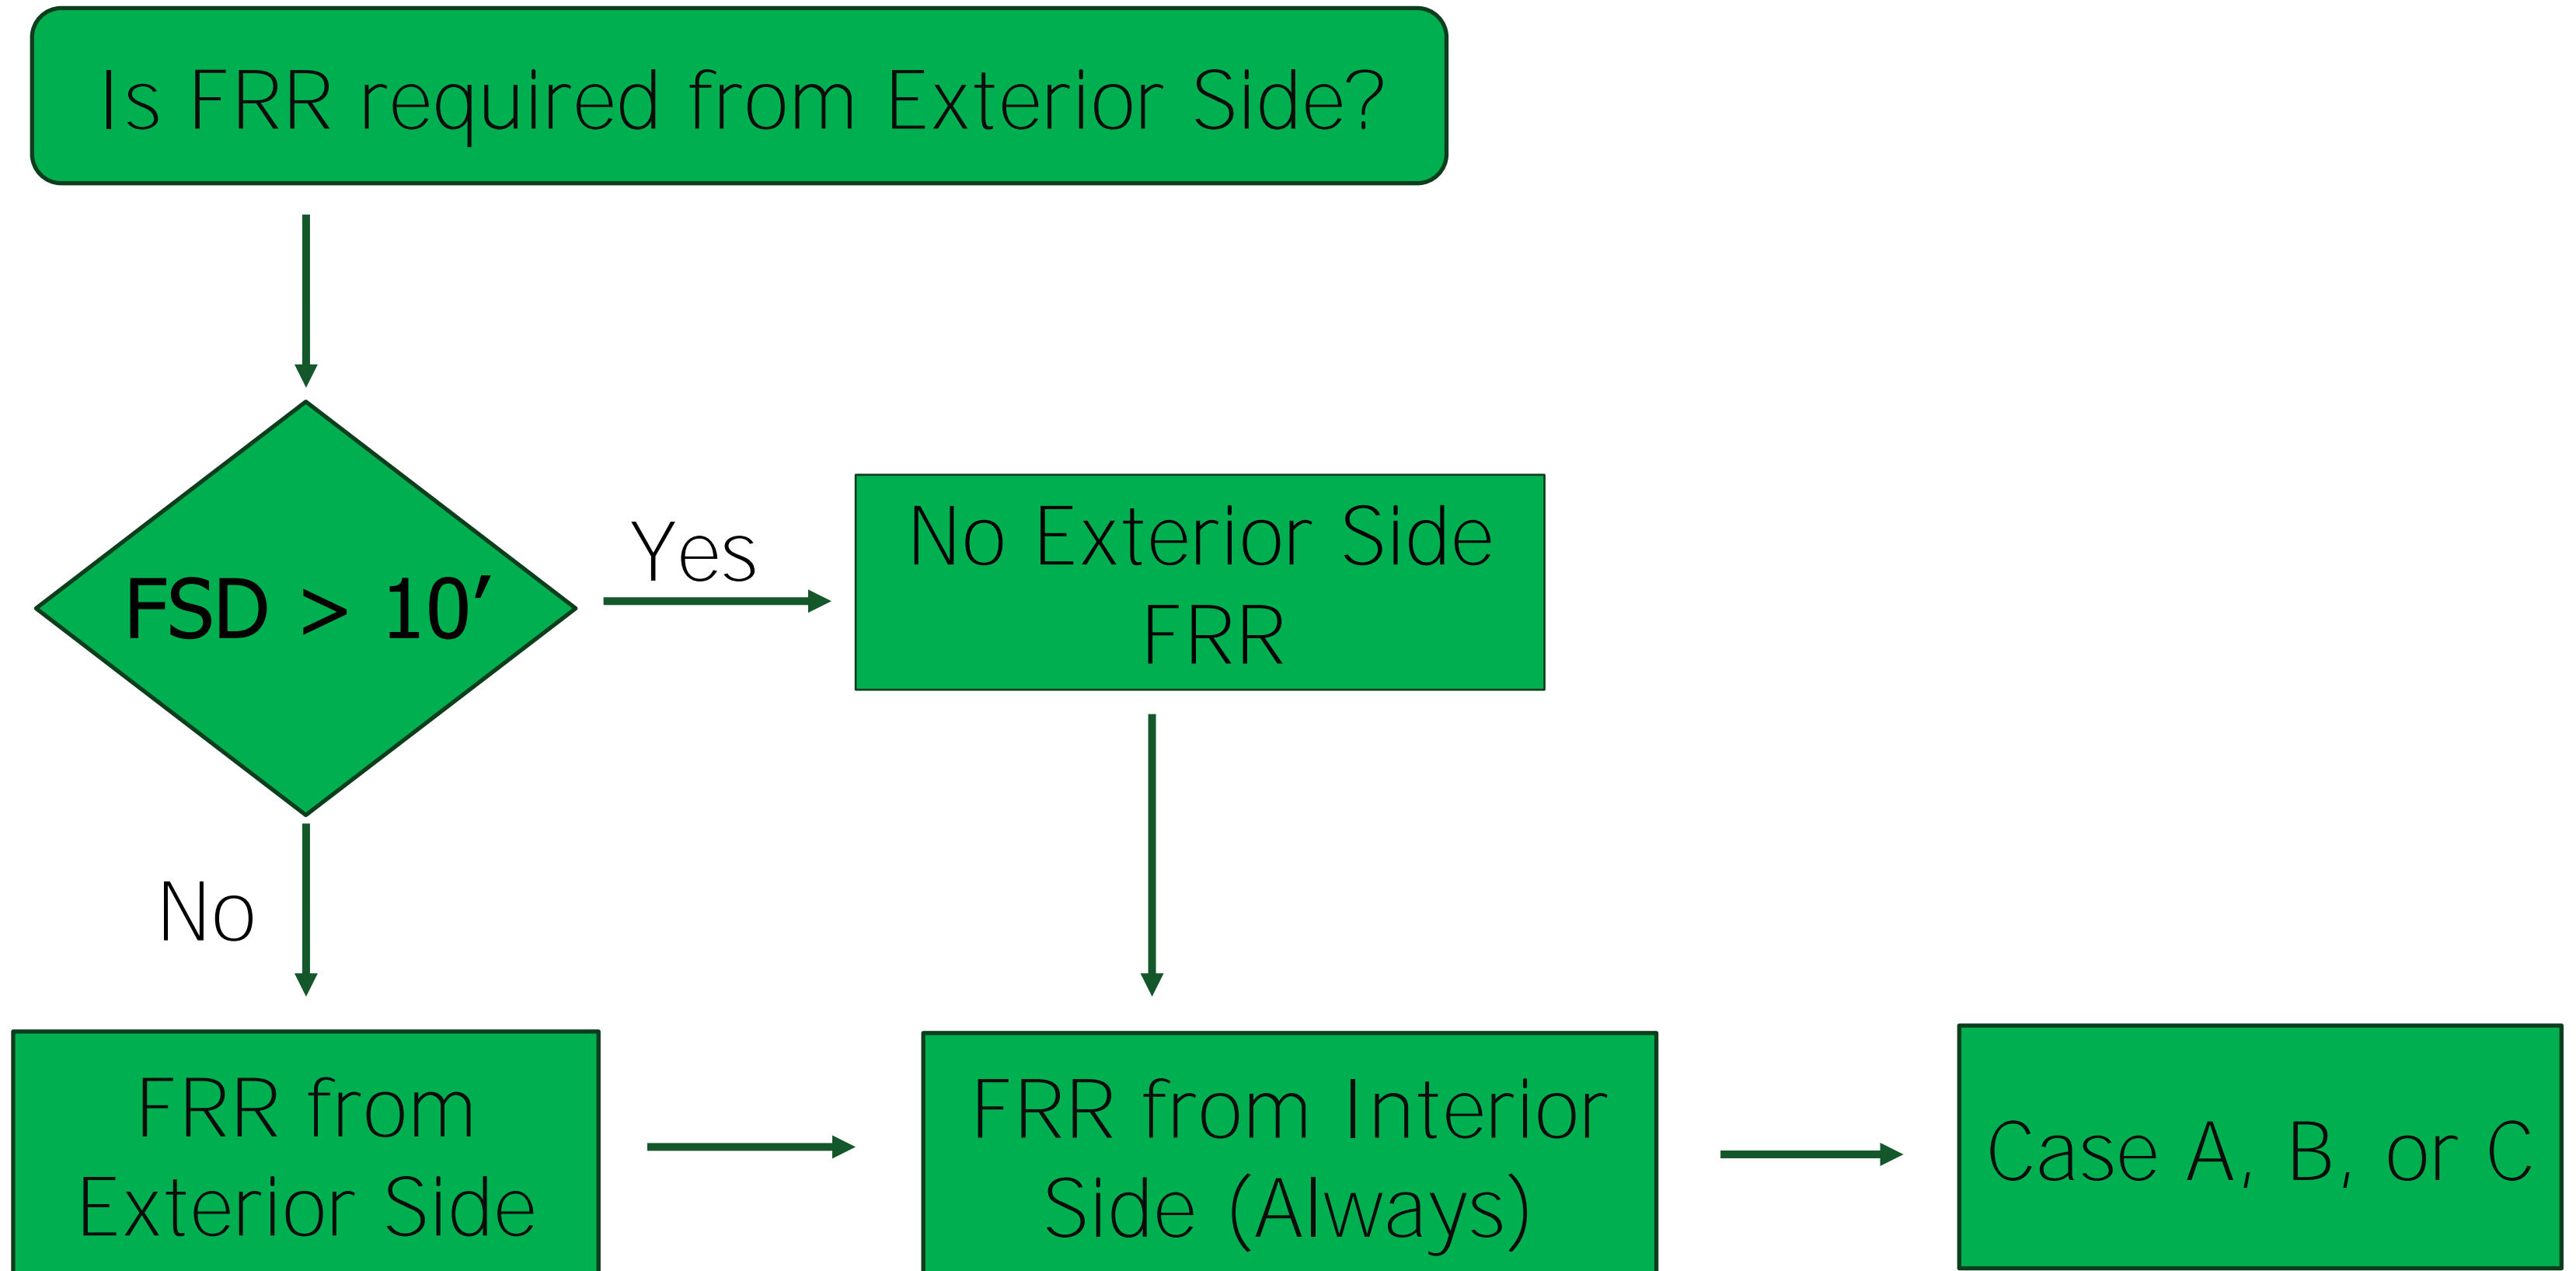 Is FRR required from Exterior Side?
FSD > 10’
Yes
No Exterior Side
FRR
No
FRR from
Exterior Side
FRR from Interior
Side (Always)
Case A, B, or C